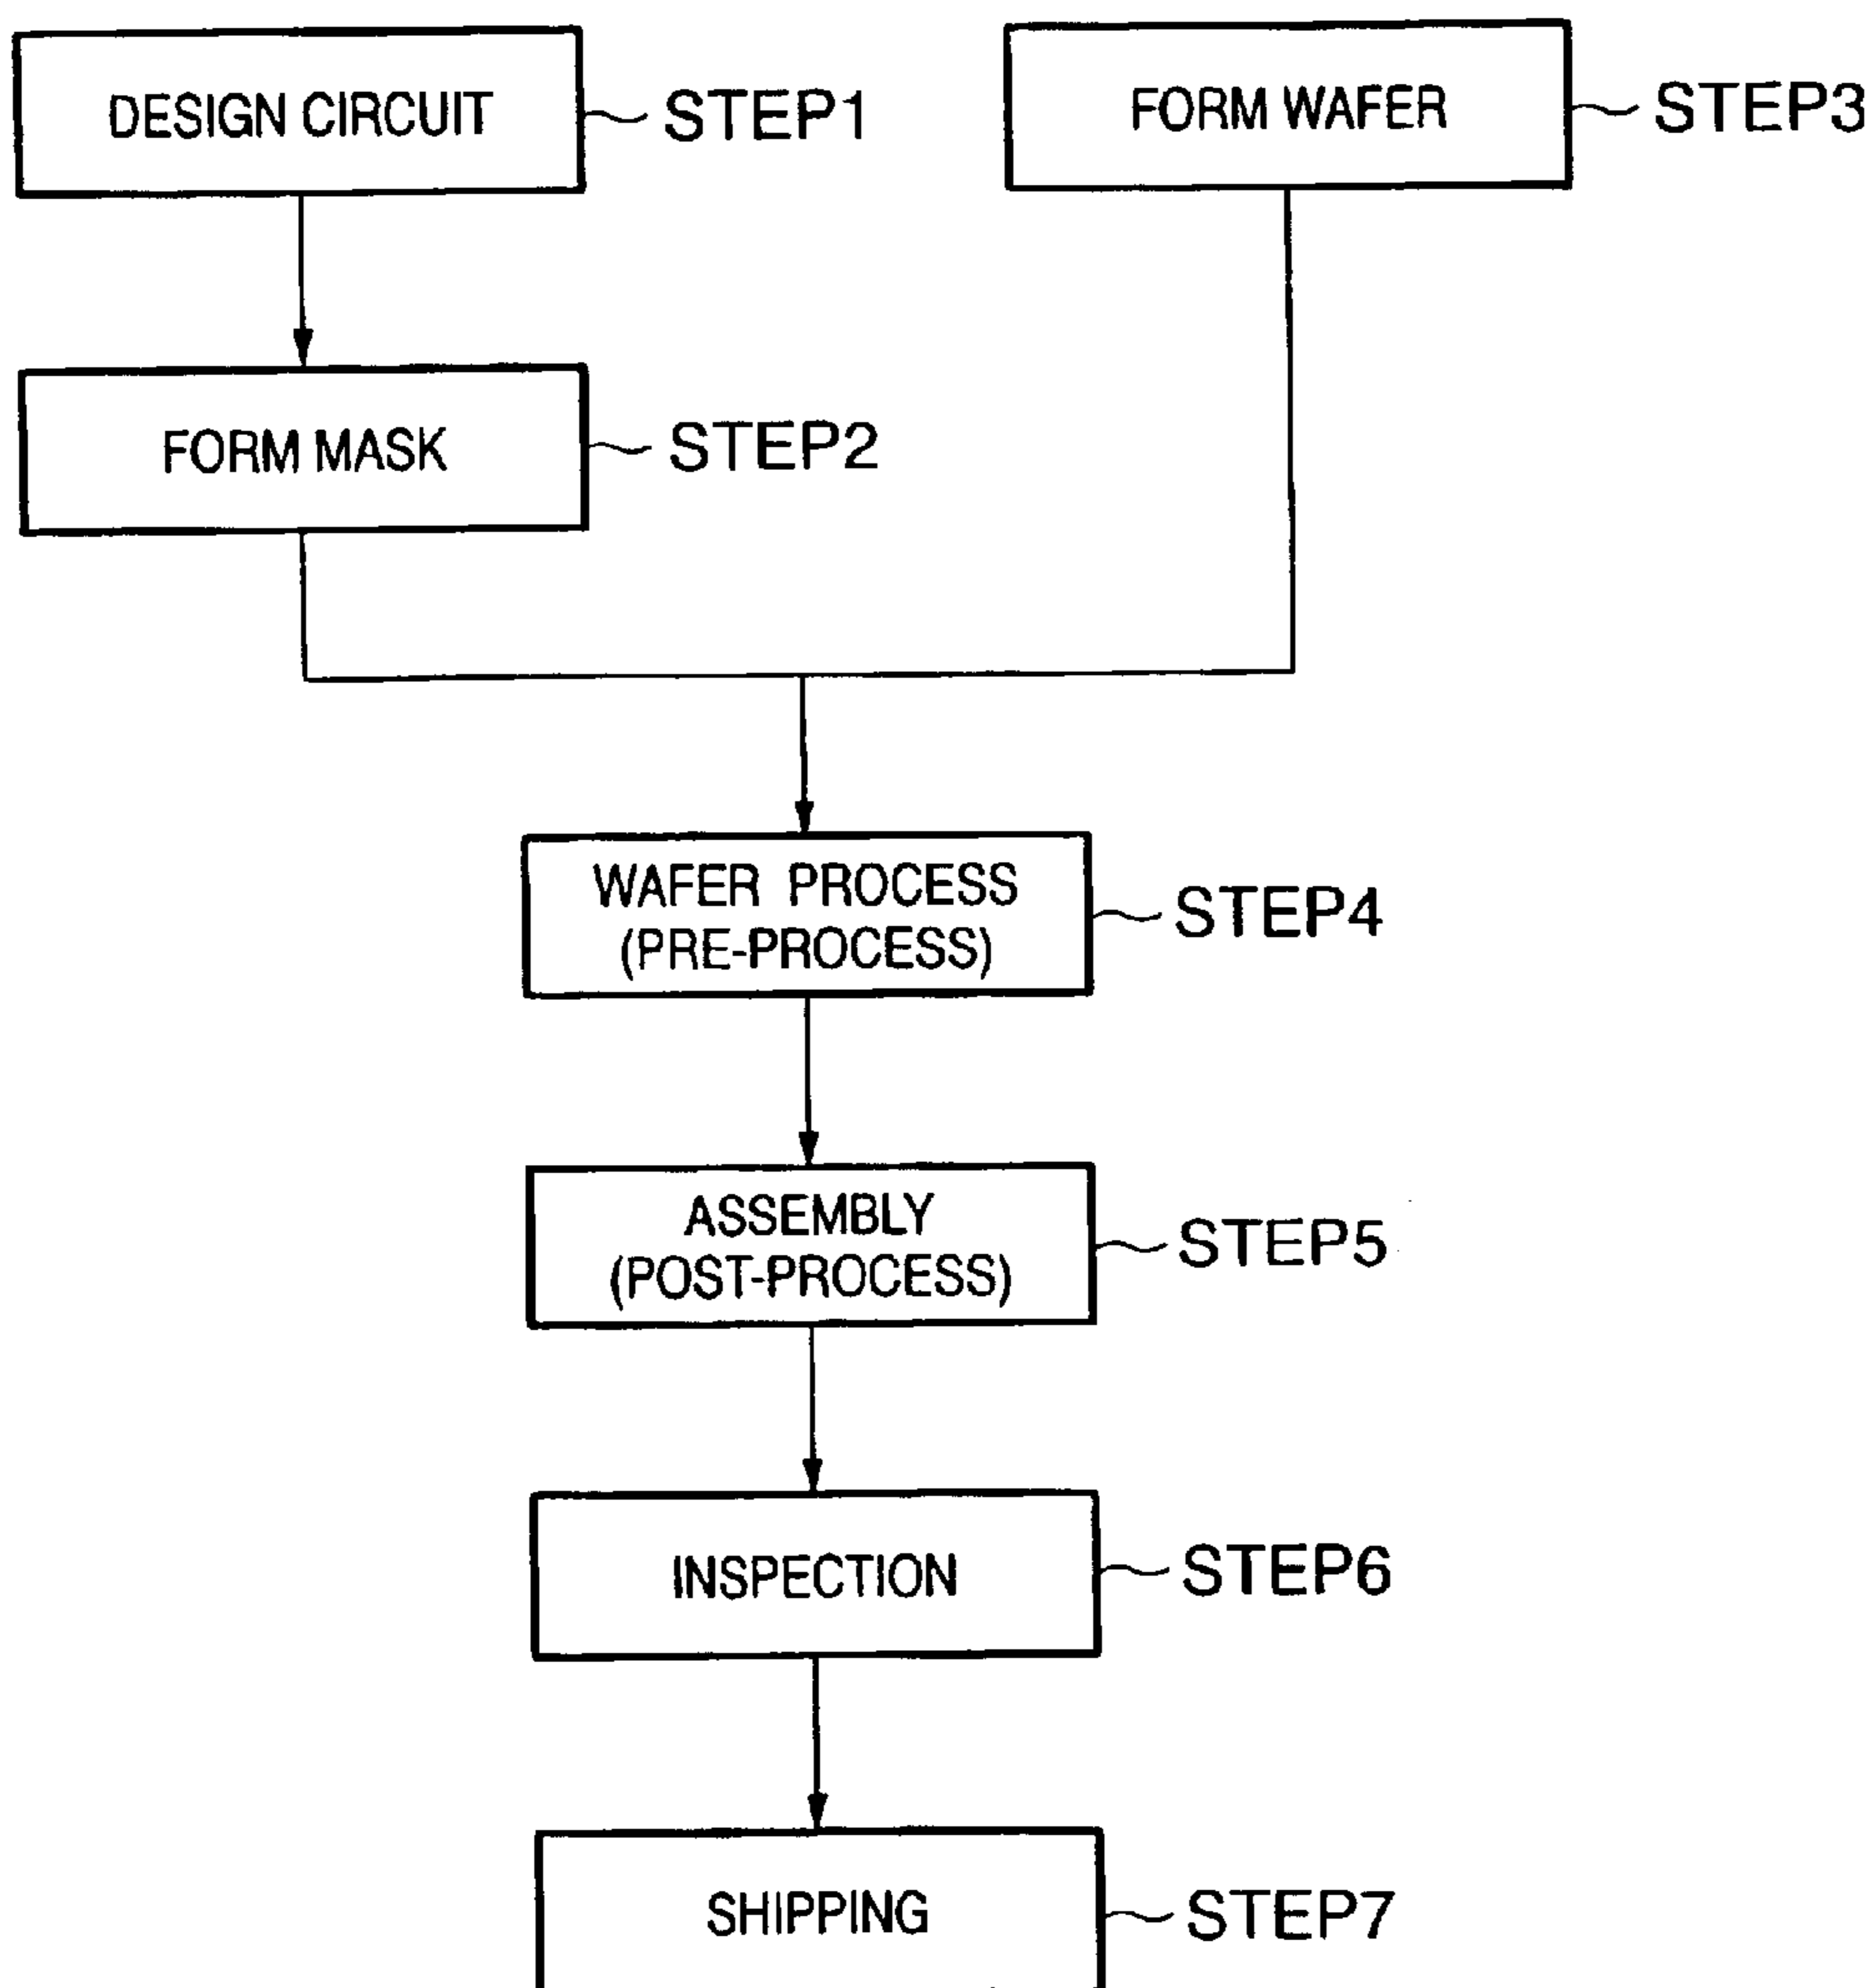 DESIGN CIRCUIT
STEP1
FORM WAFER
STEP3
FORM MASK
STEP2
WAFER PROCESS
(PRE-PROCESS)
STEP4
ASSEMBLY
(POST-PROCESS)
STEP5
INSPECTION
STEP6
SHIPPING
STEP7